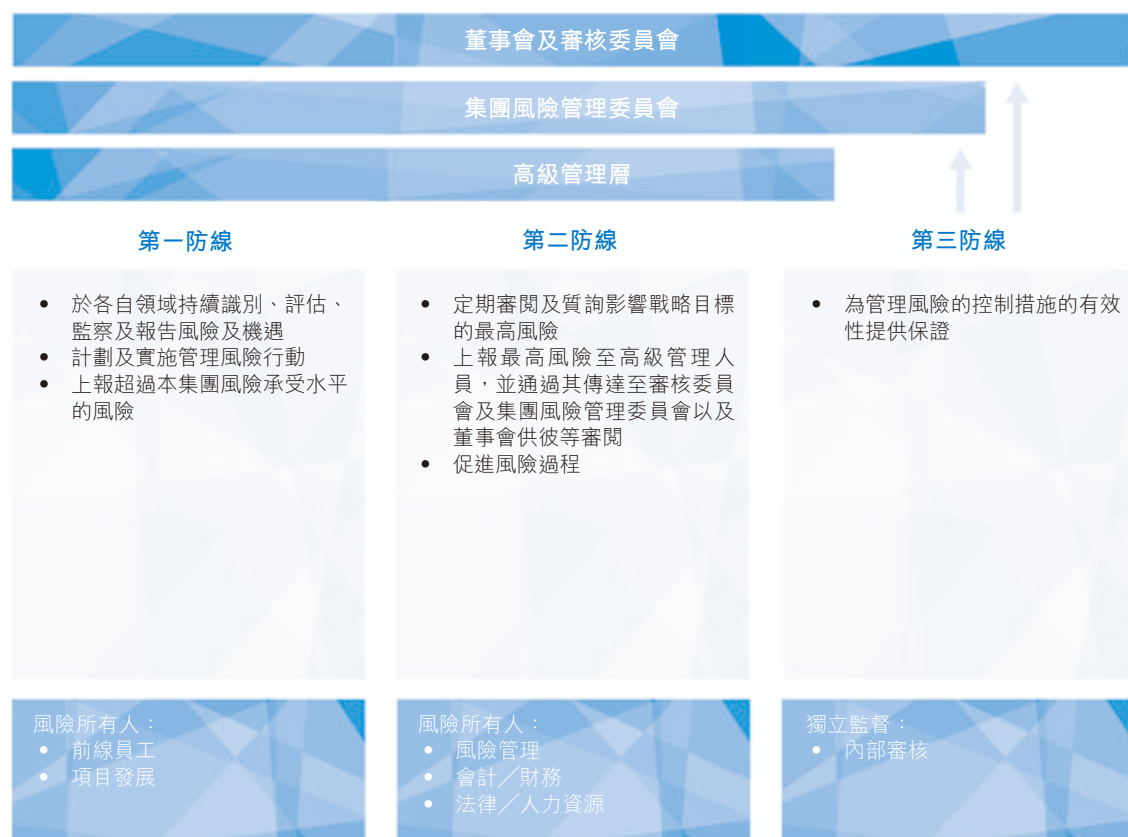 董事會及審核委員會
集團風險管理委員會
高級管理層
第一防線
• 於各自領域持續識別、評估、
監察及報告風險及機遇
• 計劃及實施管理風險行動
• 上報超過本集團風險承受水平
的風險
風險所有人：
• 前線員工
• 項目發展
第二防線
• 定期審閱及質詢影響戰略目標
的最高風險
• 上報最高風險至高級管理人
員，並通過其傳達至審核委員
會及集團風險管理委員會以及
董事會供彼等審閱
• 促進風險過程
風險所有人：
• 風險管理
• 會計／財務
• 法律／人力資源
第三防線
• 為管理風險的控制措施的有效
性提供保證
獨立監督：
• 內部審核